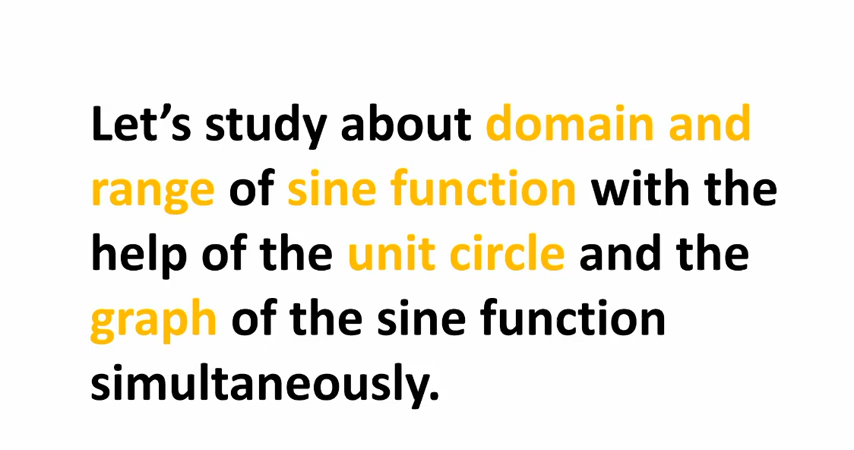 Let’s study about domain and
range of sine function with the
help of the unit circle and the
graph of the sine function
simultaneously.